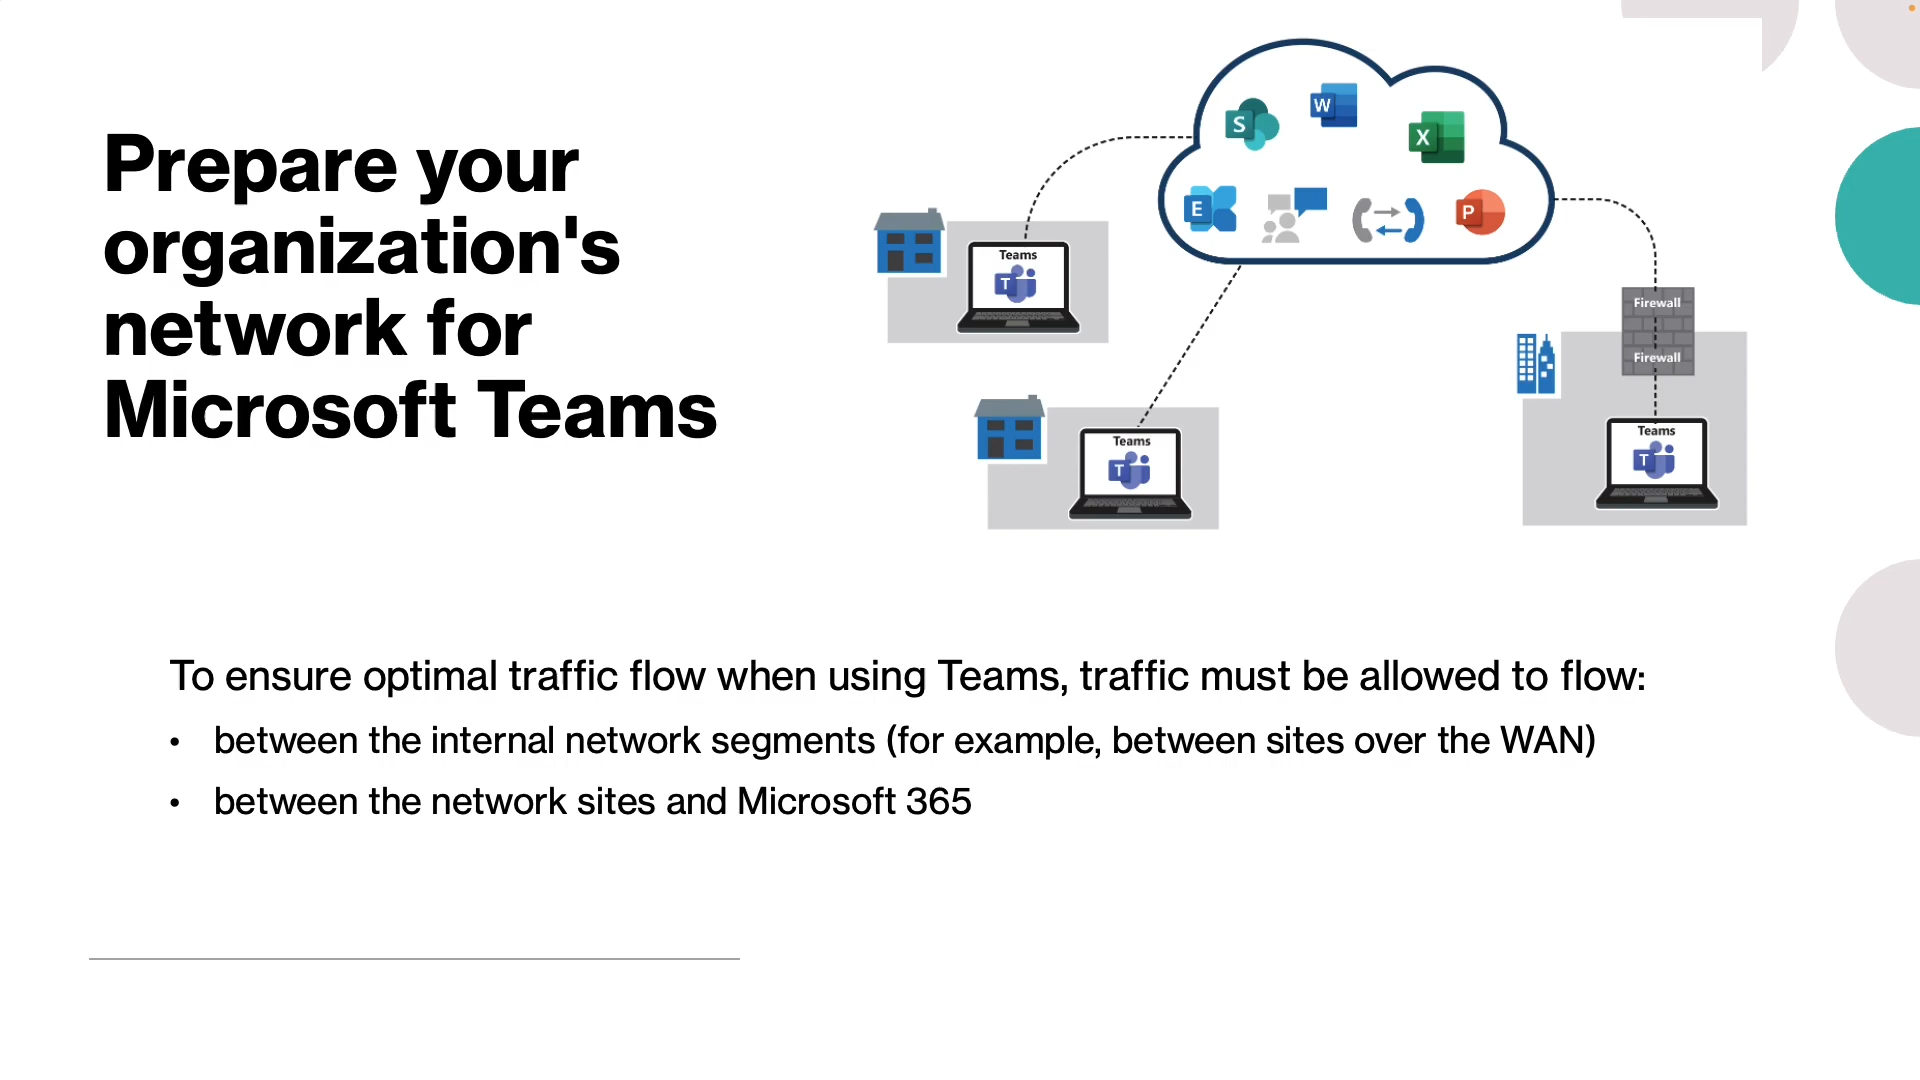 Prepare your
organization's
network for
Microsoft Teams
S
W
X
E
P
Teams
T
Firewall
Firewall
Teams
T
Teams
T
To ensure optimal traffic flow when using Teams, traffic must be allowed to flow:
• between the internal network segments (for example, between sites over the WAN)
• between the network sites and Microsoft 365